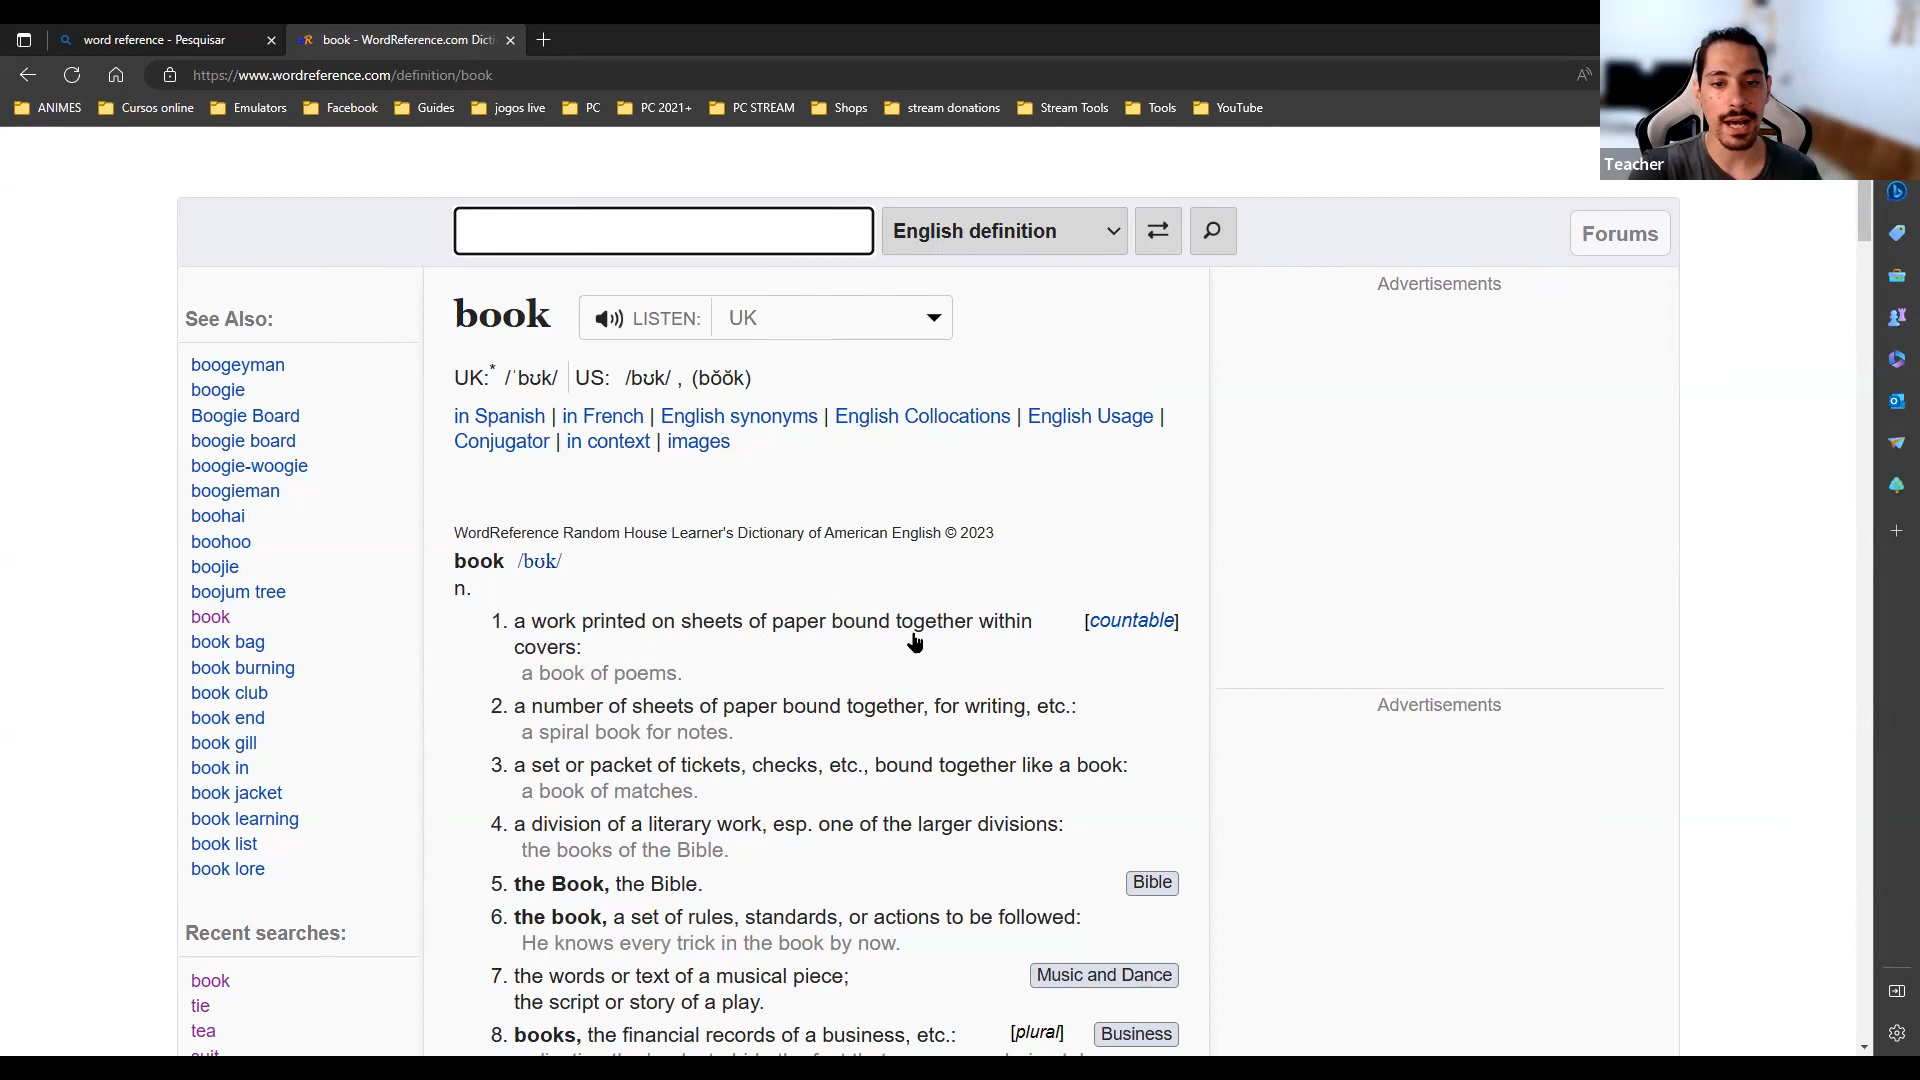 word reference - Pesquisar
book - WordReference.com Dicti
https://www.wordreference.com/definition/book
ANIMES
Cursos online
Emulators
Facebook
Guides
jogos live
PC
PC 2021+
PC STREAM
Shops
stream donations
Stream Tools
Tools
YouTube
Teacher
English definition
Forums
See Also:
boogeyman
boogie
Boogie Board
boogie board
boogie-woogie
boogieman
boohai
boohoo
boojie
boojum tree
book
book bag
book burning
book club
book end
book gill
book in
book jacket
book learning
book list
book lore
Recent searches:
book
tie
tea
suit
book LISTEN: UK
UK:* /ˈbʊk/ US: /bʊk/ , (bŏŏk)
in Spanish | in French | English synonyms | English Collocations | English Usage |
Conjugator | in context | images
WordReference Random House Learner's Dictionary of American English © 2023
book /bʊk/
n.
1. a work printed on sheets of paper bound together within [countable]
covers:
a book of poems.
2. a number of sheets of paper bound together, for writing, etc.:
a spiral book for notes.
3. a set or packet of tickets, checks, etc., bound together like a book:
a book of matches.
4. a division of a literary work, esp. one of the larger divisions:
the books of the Bible.
5. the Book, the Bible. Bible
6. the book, a set of rules, standards, or actions to be followed:
He knows every trick in the book by now.
7. the words or text of a musical piece; Music and Dance
the script or story of a play.
8. books, the financial records of a business, etc.: [plural] Business
Advertisements
Advertisements